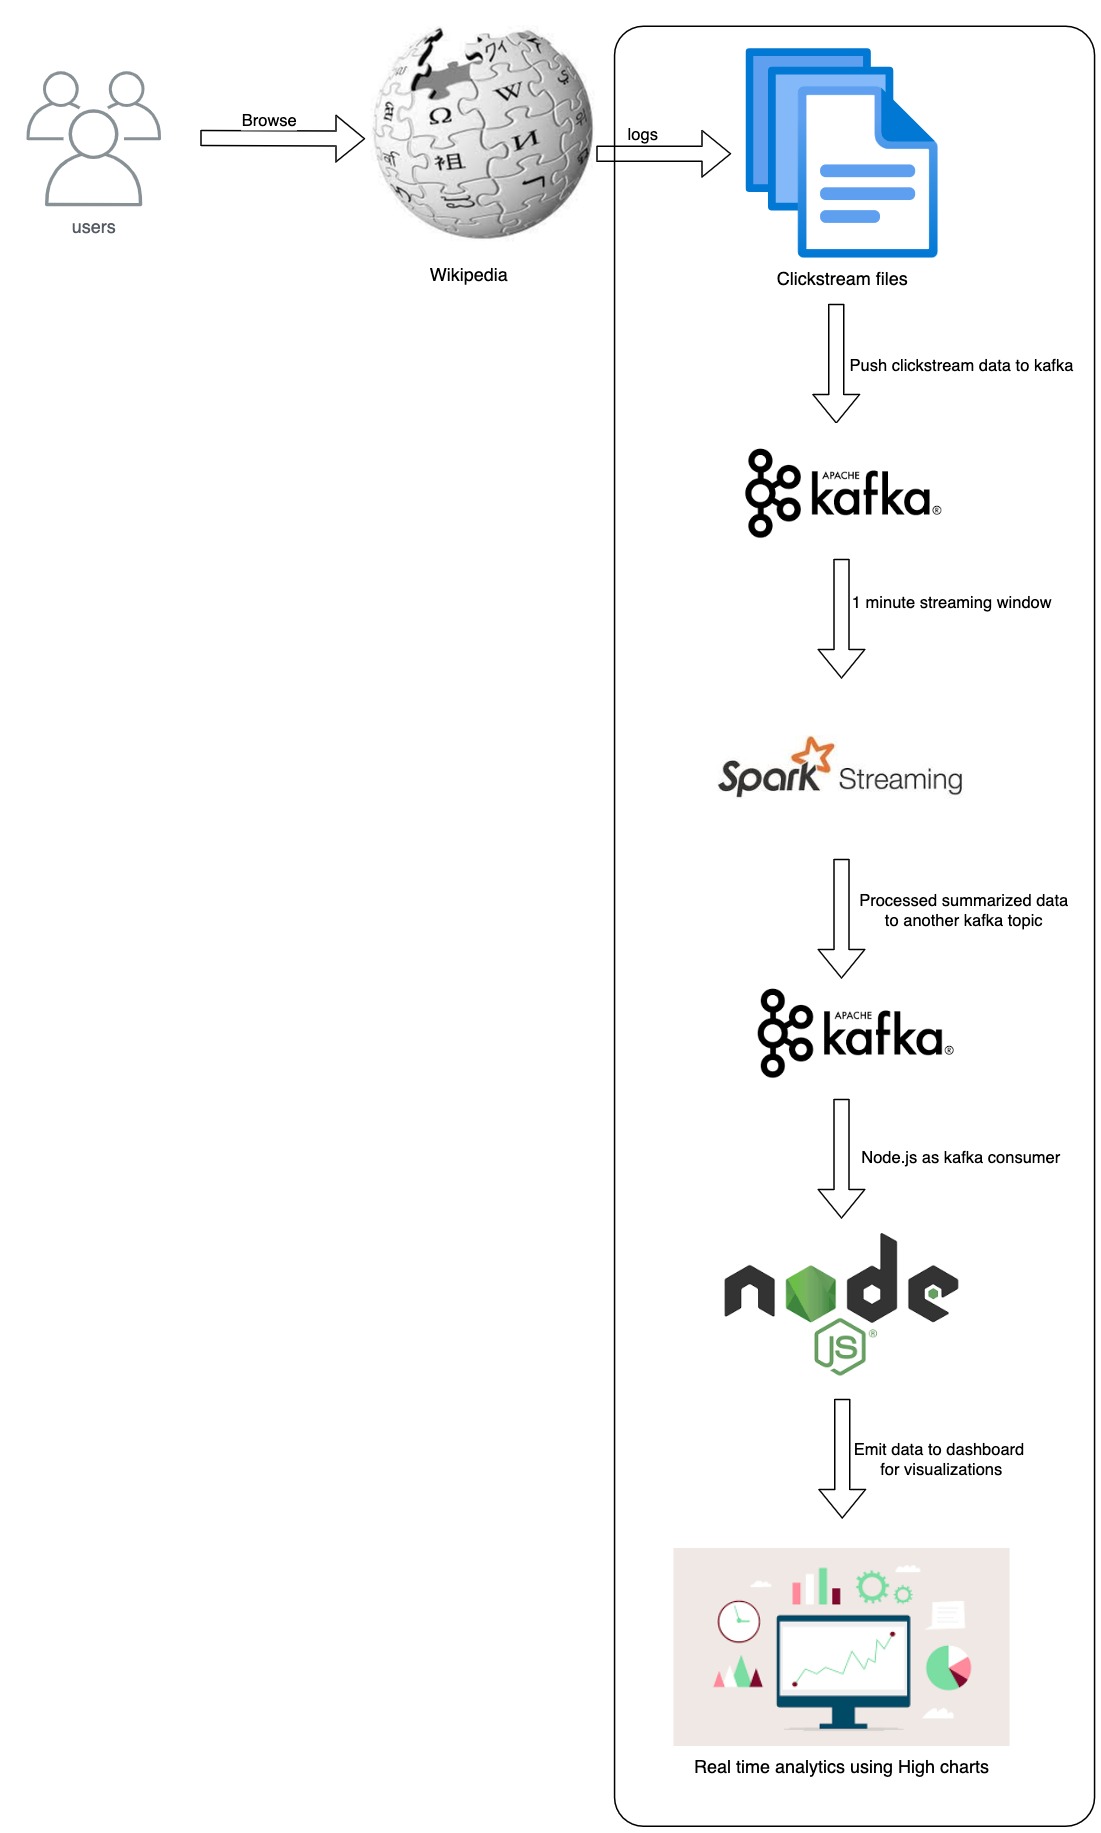 Browse
users
Wikipedia
Ω
W
И
祖
logs
Clickstream files
Push clickstream data to kafka
APACHE
kafka®
1 minute streaming window
Spark Streaming
Processed summarized data
to another kafka topic
APACHE
kafka®
Node.js as kafka consumer
node
JS®
Emit data to dashboard
for visualizations
Real time analytics using High charts